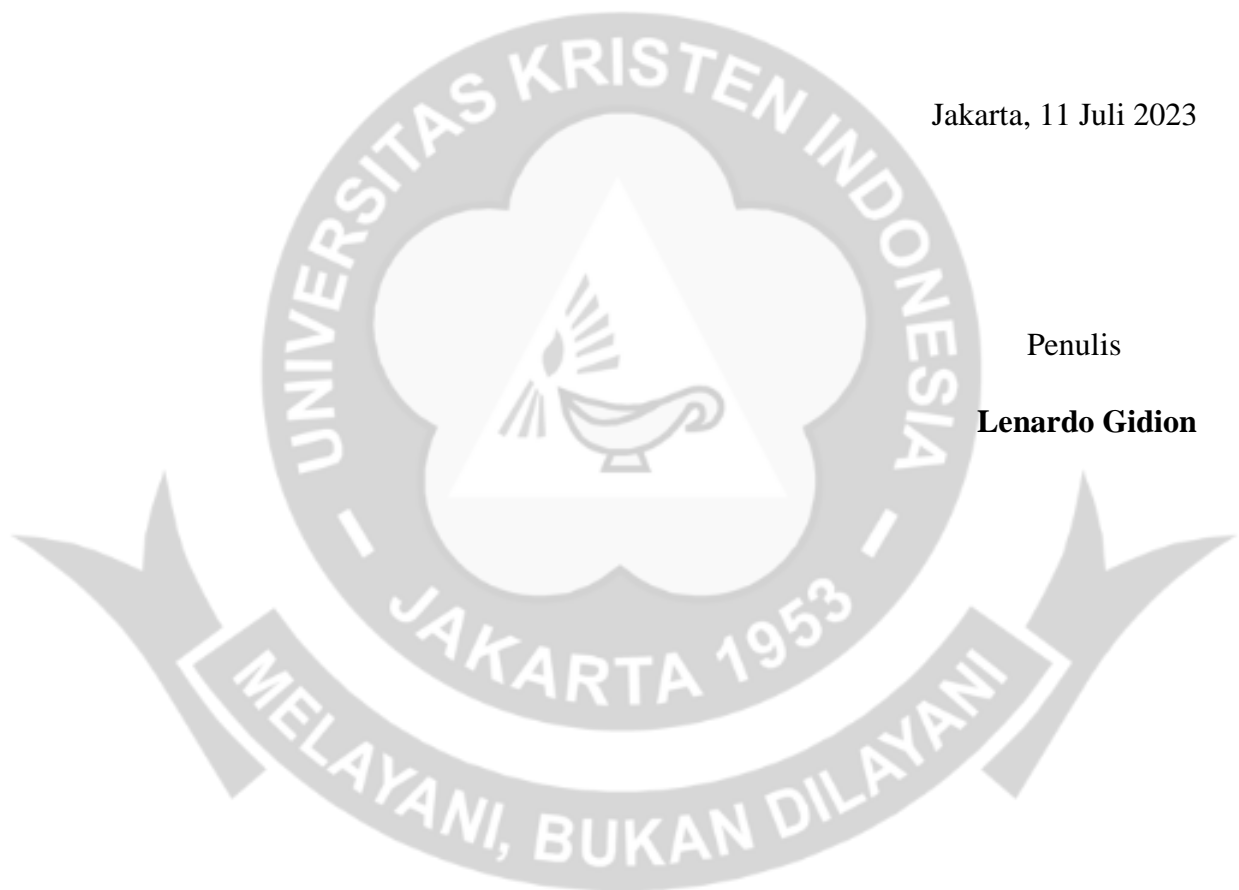 UNIVERSITAS KRISTEN INDONESIA
Jakarta, 11 Juli 2023
Penulis
Lenardo Gidion
JAKARTA 1953
MELAYANI, BUKAN DILAYANI